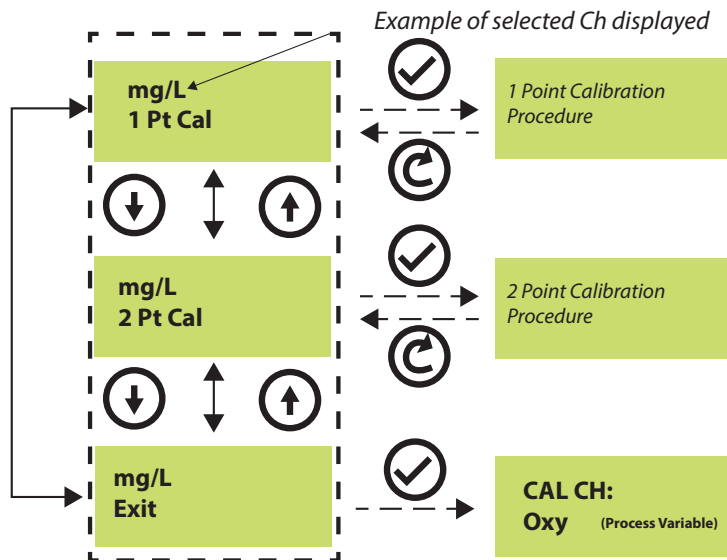 Example of selected Ch displayed
mg/L
1 Pt Cal
1 Point Calibration
Procedure
mg/L
2 Pt Cal
2 Point Calibration
Procedure
mg/L
Exit
CAL CH:
Oxy (Process Variable)